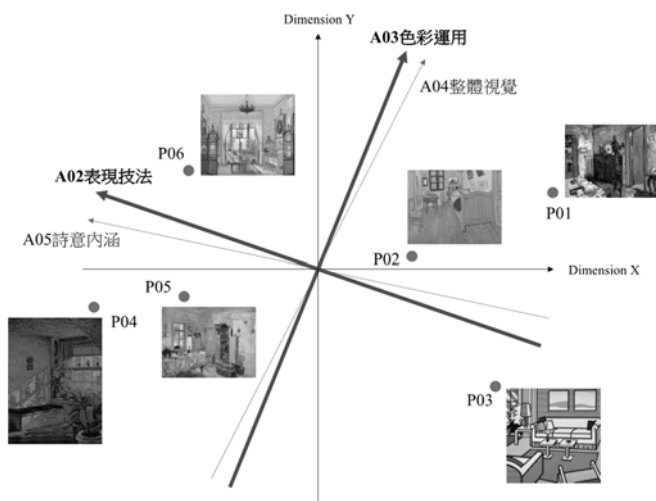 Dimension Y
A03色彩運用
A04整體視覺
P06
A02表現技法
P01
A05詩意內涵
P02
Dimension X
P05
P04
P03